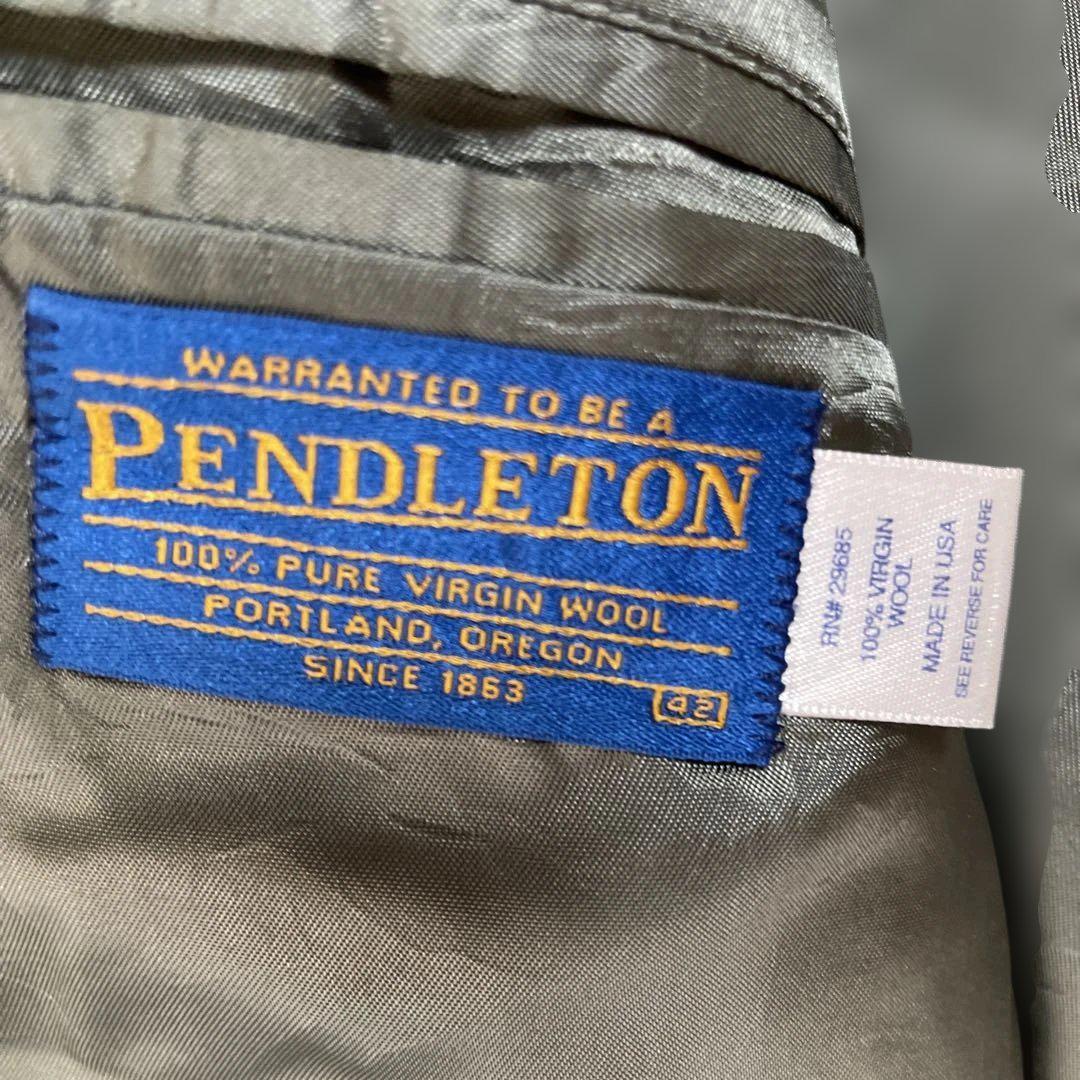 WARRANTED TO BE A
PENDLETON
100% PURE VIRGIN WOOL
PORTLAND, OREGON
SINCE 1863
42
RN# 29685
100% VIRGIN
WOOL
MADE IN USA
SEE REVERSE FOR CARE